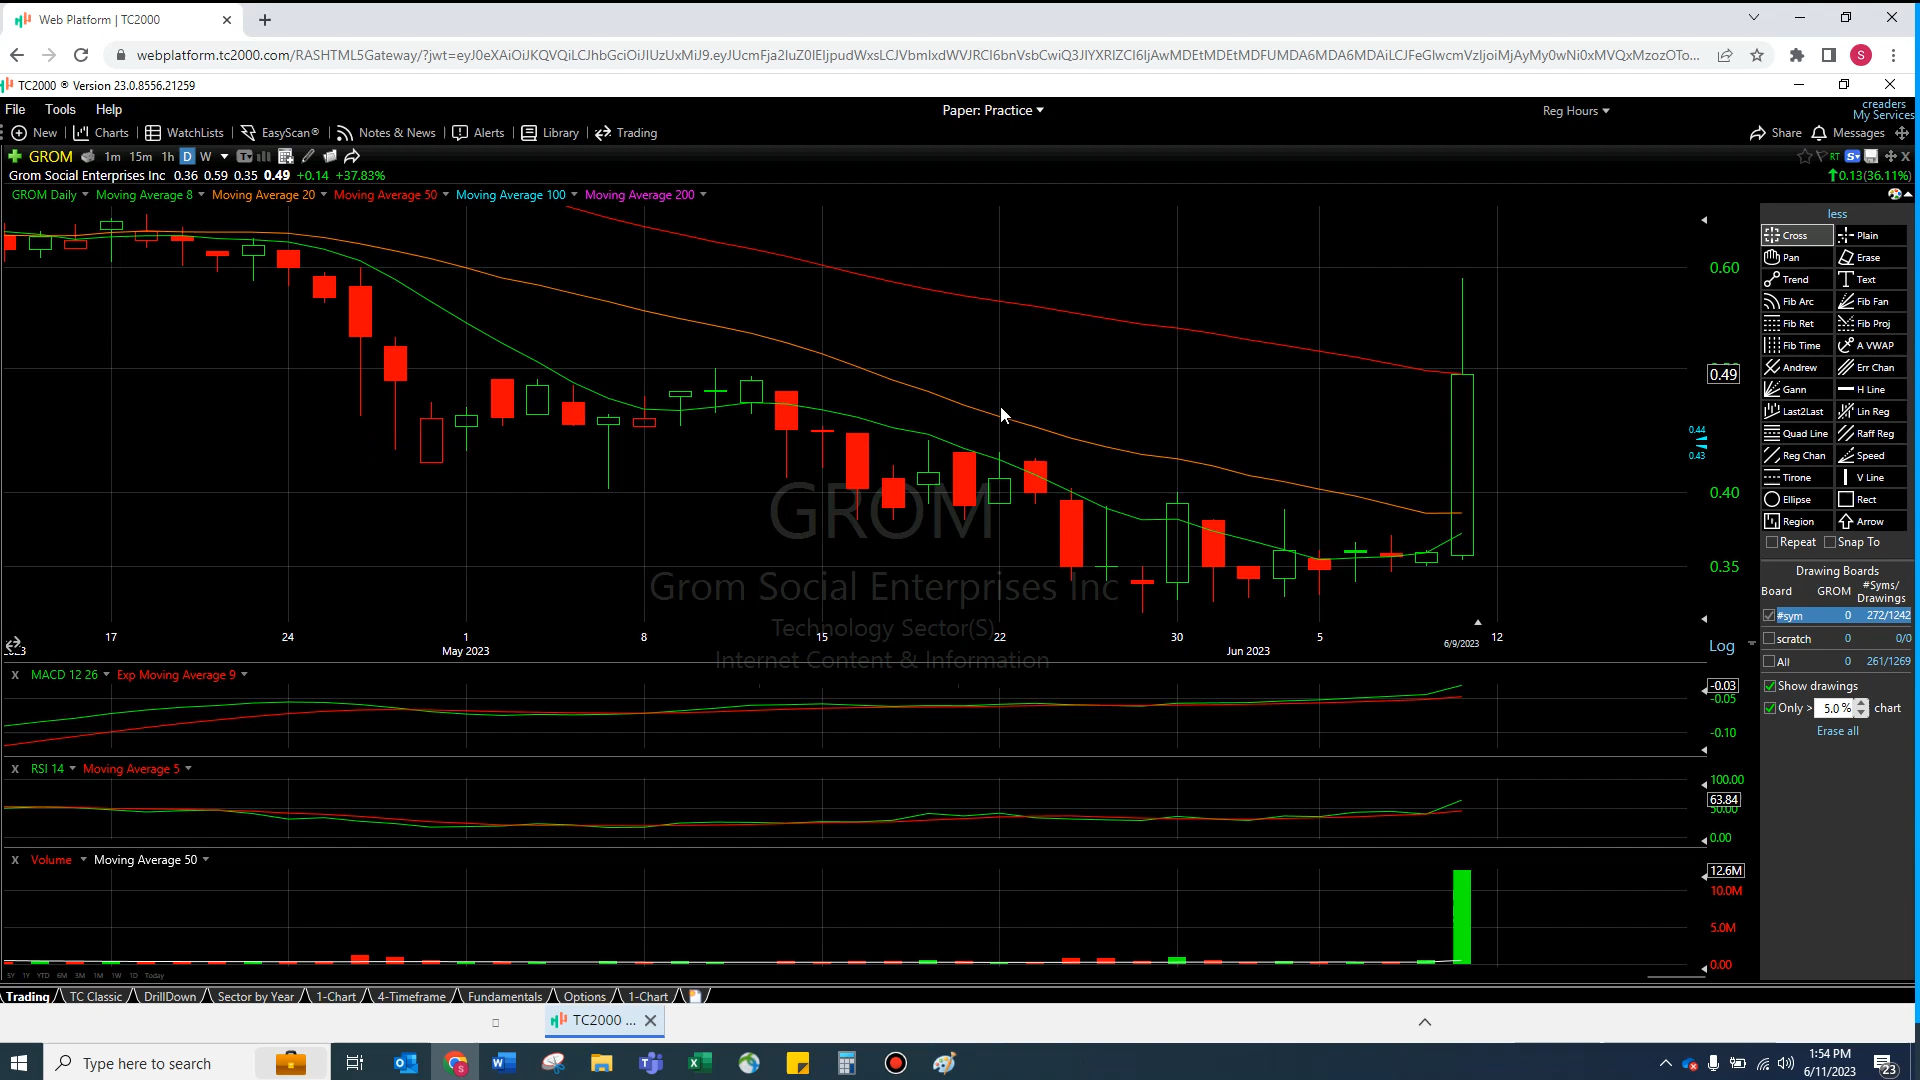 Web Platform | TC2000
TC2000 ® Version 23.0.8556.21259
File Tools Help
Paper: Practice
Reg Hours
creaders
My Services
New Charts WatchLists EasyScan® Notes & News Alerts Library Trading
Share Messages
GROM 1m 15m 1h D W
RT
Grom Social Enterprises Inc 0.36 0.59 0.35 0.49 +0.14 +37.83%
0.13(36.11%)
GROM Daily Moving Average 8 Moving Average 20 Moving Average 50 Moving Average 100 Moving Average 200
less
Cross Plain
Pan Erase
Trend Text
Fib Arc Fib Fan
Fib Ret Fib Proj
Fib Time A VWAP
Andrew Err Chan
Gann H Line
Last2Last Lin Reg
Quad Line Raff Reg
Reg Chan Speed
Tirone V Line
Ellipse Rect
Region Arrow
Repeat Snap To
Drawing Boards
Board GROM #Syms/
Drawings
#sym 0 272/1242
scratch 0 0/0
All 0 261/1269
Show drawings
Only > 5.0 % chart
Erase all
0.60
0.49
0.44
0.43
0.40
0.35
GROM
Grom Social Enterprises Inc
Technology Sector(S)
Internet Content & Information
17 24 1 8 15 22 30 5 12
May 2023 Jun 2023 6/9/2023
Log
X MACD 12 26 Exp Moving Average 9
-0.03
-0.05
-0.10
X RSI 14 Moving Average 5
100.00
63.84
50.00
0.00
X Volume Moving Average 50
12.6M
10.0M
5.0M
0.00
5Y 1Y YTD 6M 3M 1M 1W 1D Today
Trading TC Classic DrillDown Sector by Year 1-Chart 4-Timeframe Fundamentals Options 1-Chart
TC2000 ...
Type here to search
1:54 PM
6/11/2023
23